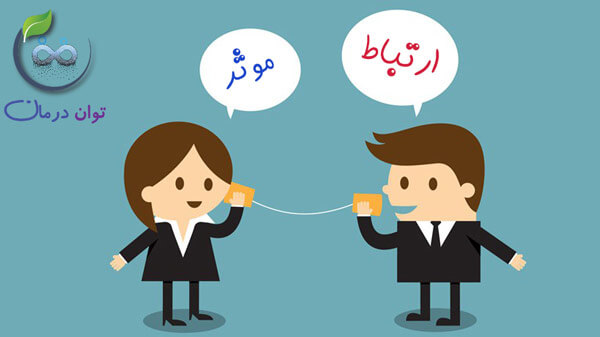 ارتباط
موثر
توان درمان